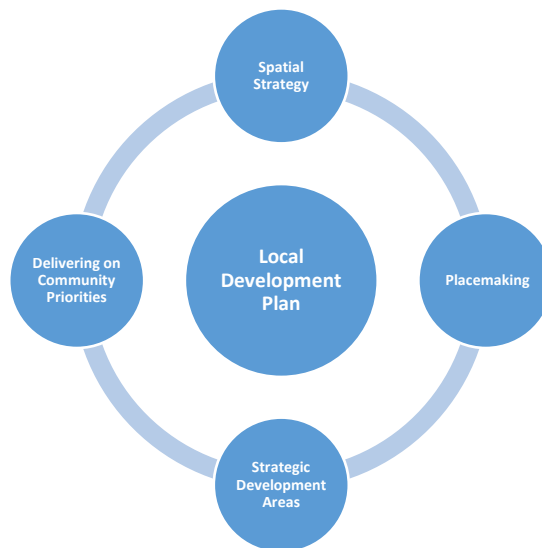 Spatial
Strategy
Delivering on
Community
Priorities
Local
Development
Plan
Placemaking
Strategic
Development
Areas